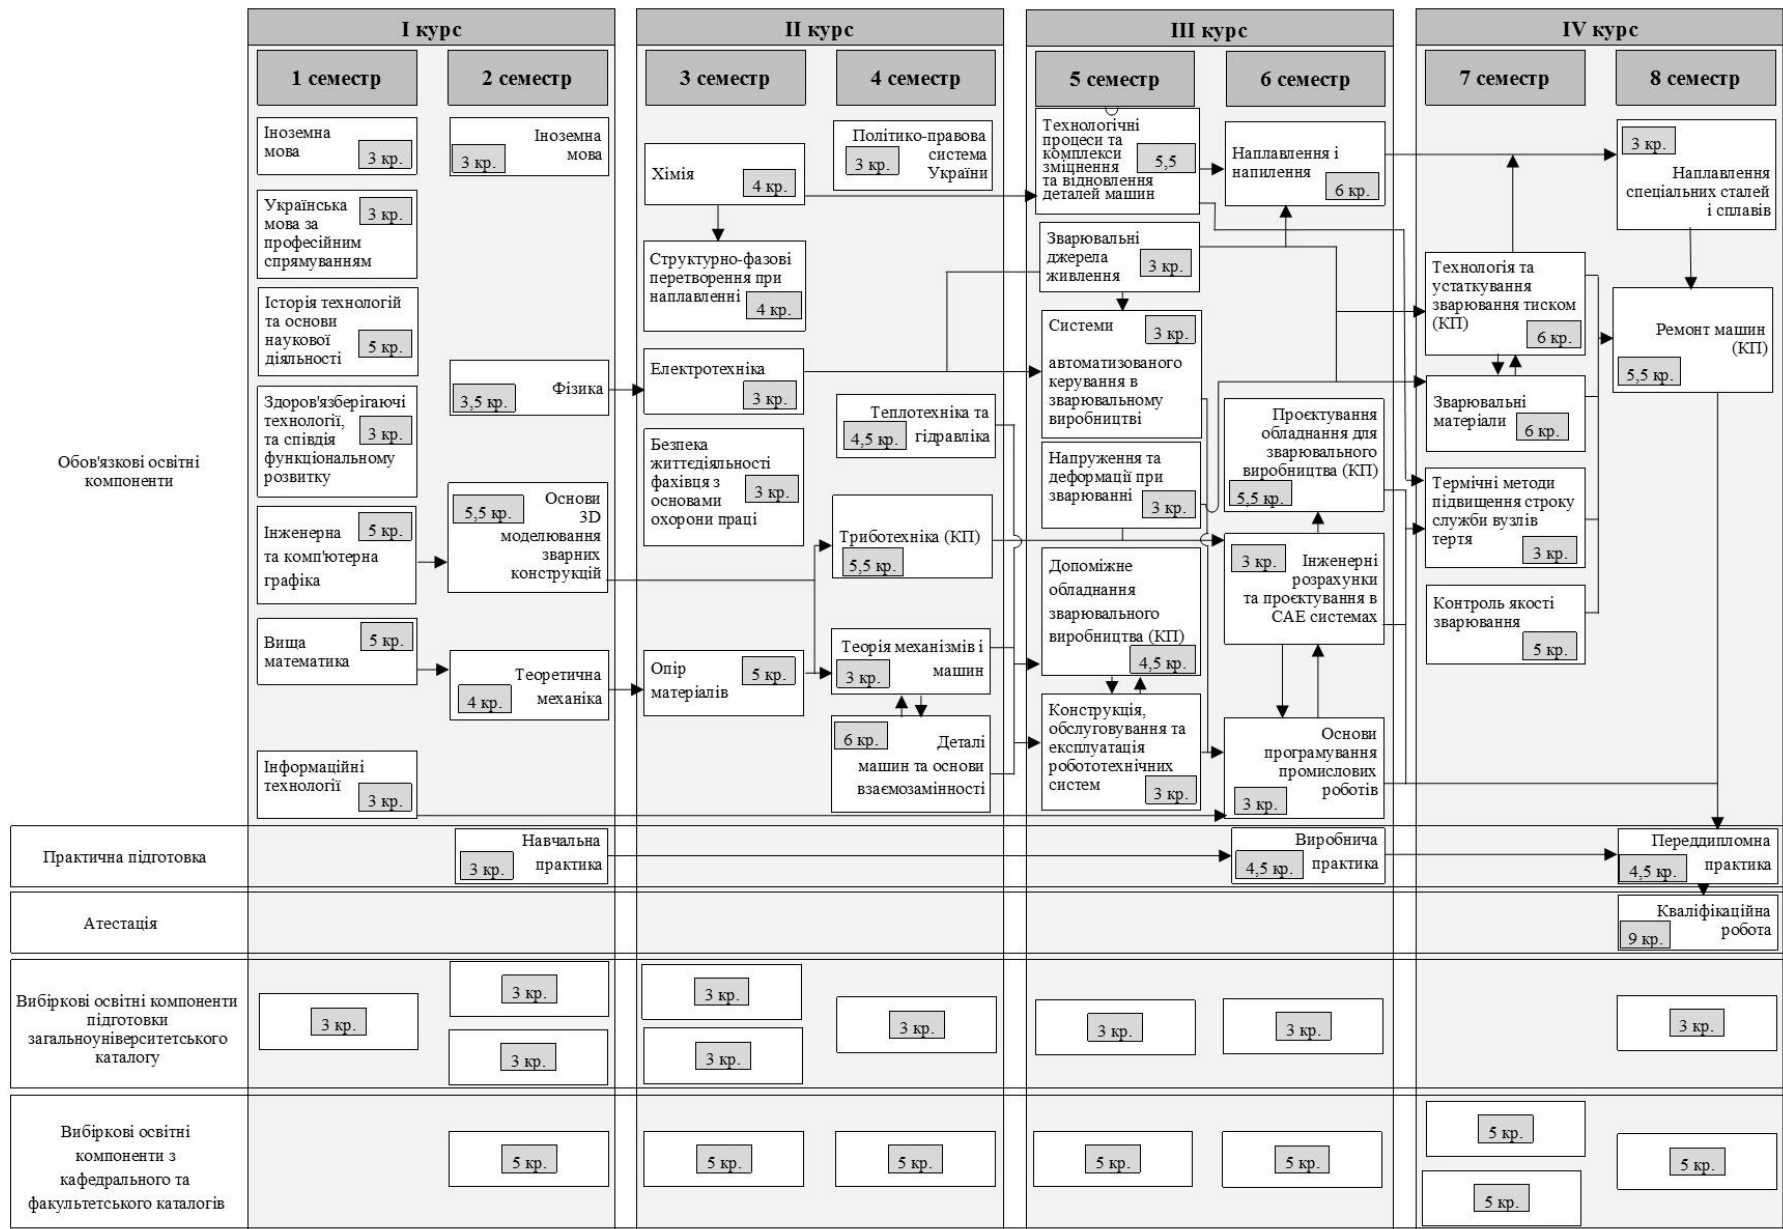 I курс
II курс
III курс
IV курс
1 семестр
2 семестр
3 семестр
4 семестр
5 семестр
6 семестр
7 семестр
8 семестр
Обов'язкові освітні
компоненти
Іноземна
мова
3 кр.
Українська
мова за
професійним
спрямуванням
3 кр.
Історія технологій
та основи
наукової
діяльності
5 кр.
Здоров'язберігаючі
технології,
та співдія
функціональному
розвитку
3 кр.
Інженерна
та комп'ютерна
графіка
5 кр.
Вища
математика
5 кр.
Інформаційні
технології
3 кр.
Іноземна
мова
3 кр.
Фізика
3,5 кр.
Основи
3D
моделювання
зварних
конструкцій
5,5 кр.
Теоретична
механіка
4 кр.
Хімія
4 кр.
Структурно-фазові
перетворення при
наплавленні
4 кр.
Електротехніка
3 кр.
Безпека
життєдіяльності
фахівця з
основами
охорони праці
3 кр.
Опір
матеріалів
5 кр.
Політико-правова
система
України
3 кр.
Теплотехніка та
гідравліка
4,5 кр.
Триботехніка (КП)
5,5 кр.
Теорія механізмів і
машин
3 кр.
Деталі
машин та основи
взаємозамінності
6 кр.
Технологічні
процеси та
комплекси
зміцнення
та відновлення
деталей машин
5,5
Зварювальні
джерела
живлення
3 кр.
Системи
автоматизованого
керування в
зварювальному
виробництві
3 кр.
Напруження та
деформації при
зварюванні
3 кр.
Допоміжне
обладнання
зварювального
виробництва (КП)
4,5 кр.
Конструкція,
обслуговування та
експлуатація
робототехнічних
систем
3 кр.
Наплавлення і
напилення
6 кр.
Проєктування
обладнання для
зварювального
виробництва (КП)
5,5 кр.
Інженерні
розрахунки
та проєктування в
CAE системах
3 кр.
Основи
програмування
промислових
роботів
3 кр.
Технологія та
устаткування
зварювання тиском
(КП)
6 кр.
Зварювальні
матеріали
6 кр.
Термічні методи
підвищення строку
служби вузлів
тертя
3 кр.
Контроль якості
зварювання
5 кр.
3 кр.
Наплавлення
спеціальних сталей
і сплавів
Ремонт машин
(КП)
5,5 кр.
Практична підготовка
Навчальна
практика
3 кр.
Виробнича
практика
4,5 кр.
Переддипломна
практика
4,5 кр.
Атестація
Кваліфікаційна
робота
9 кр.
Вибіркові освітні компоненти
підготовки
загальноуніверситетського
каталогу
3 кр.
3 кр.
3 кр.
3 кр.
3 кр.
3 кр.
3 кр.
3 кр.
3 кр.
Вибіркові освітні
компоненти з
кафедрального та
факультетського каталогів
5 кр.
5 кр.
5 кр.
5 кр.
5 кр.
5 кр.
5 кр.
5 кр.